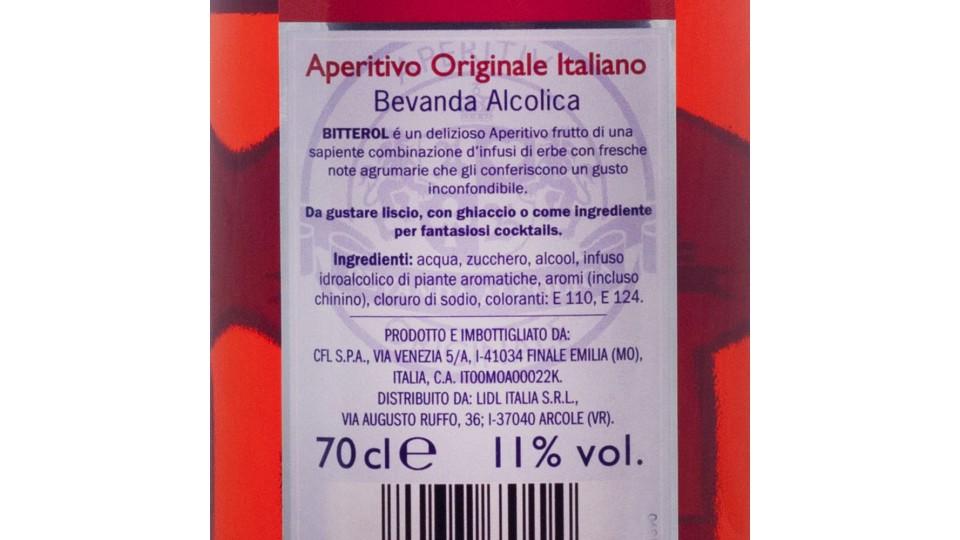 Aperitivo Originale Italiano
Bevanda Alcolica
BITTEROL é un delizioso Aperitivo frutto di una
sapiente combinazione d'infusi di erbe con fresche
note agrumarie che gli conferiscono un gusto
inconfondibile.
Da gustare liscio, con ghiaccio o come ingrediente
per fantasiosi cocktails.
Ingredienti: acqua, zucchero, alcool, infuso
idroalcolico di piante aromatiche, aromi (incluso
chinino), cloruro di sodio, coloranti: E 110, E 124.
PRODOTTO E IMBOTTIGLIATO DA:
CFL S.P.A., VIA VENEZIA 5/A, I-41034 FINALE EMILIA (MO),
ITALIA, C.A. IT00MOA00022K.
DISTRIBUITO DA: LIDL ITALIA S.R.L.,
VIA AUGUSTO RUFFO, 36; I-37040 ARCOLE (VR).
70 cl e 11% vol.